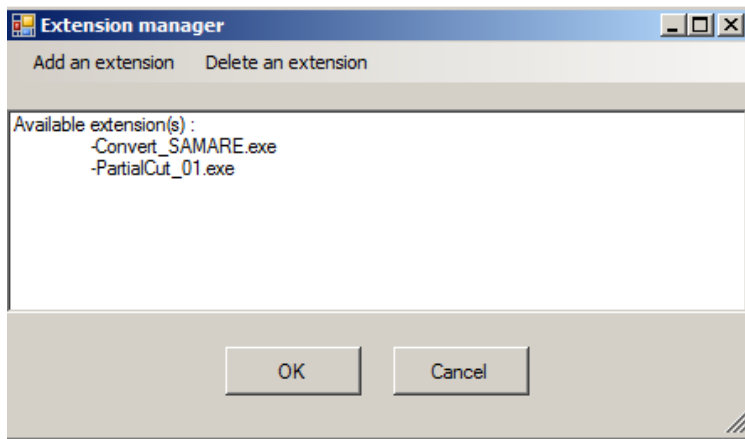 Extension manager
Add an extension Delete an extension
Available extension(s) :
-Convert_SAMARE.exe
-PartialCut_01.exe
OK Cancel